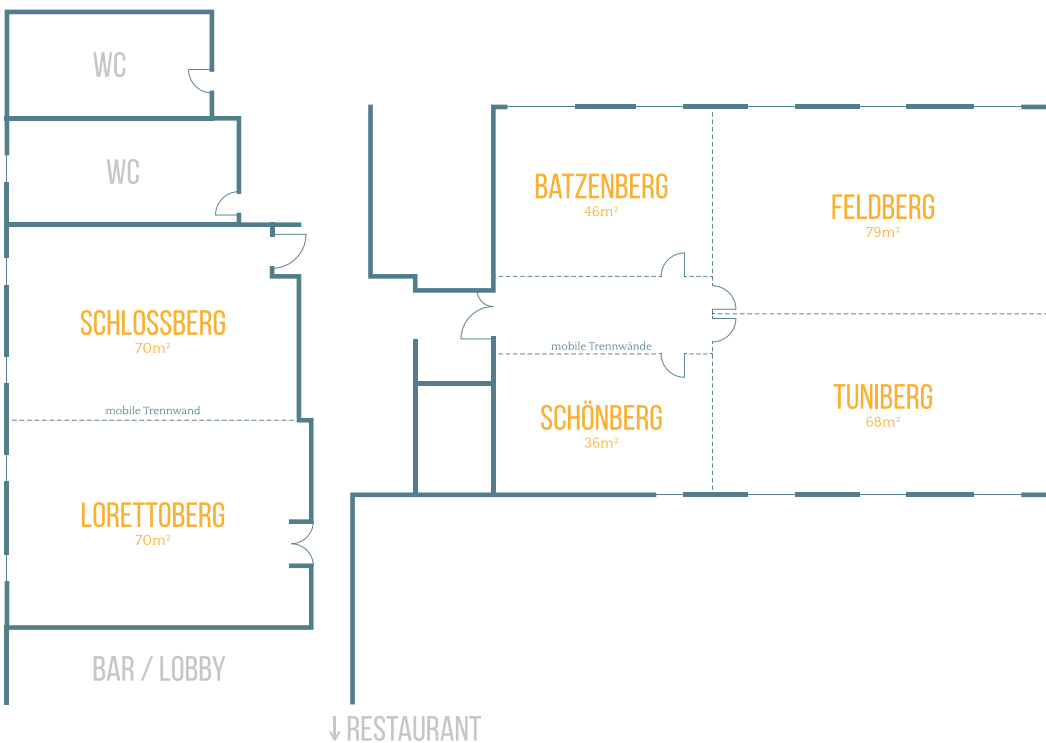 WC
WC
BATZENBERG
46m²
FELDBERG
79m²
SCHLOSSBERG
70m²
mobile Trennwand
mobile Trennwände
SCHÖNBERG
36m²
TUNIBERG
68m²
LORETTOBERG
70m²
BAR / LOBBY
↓ RESTAURANT